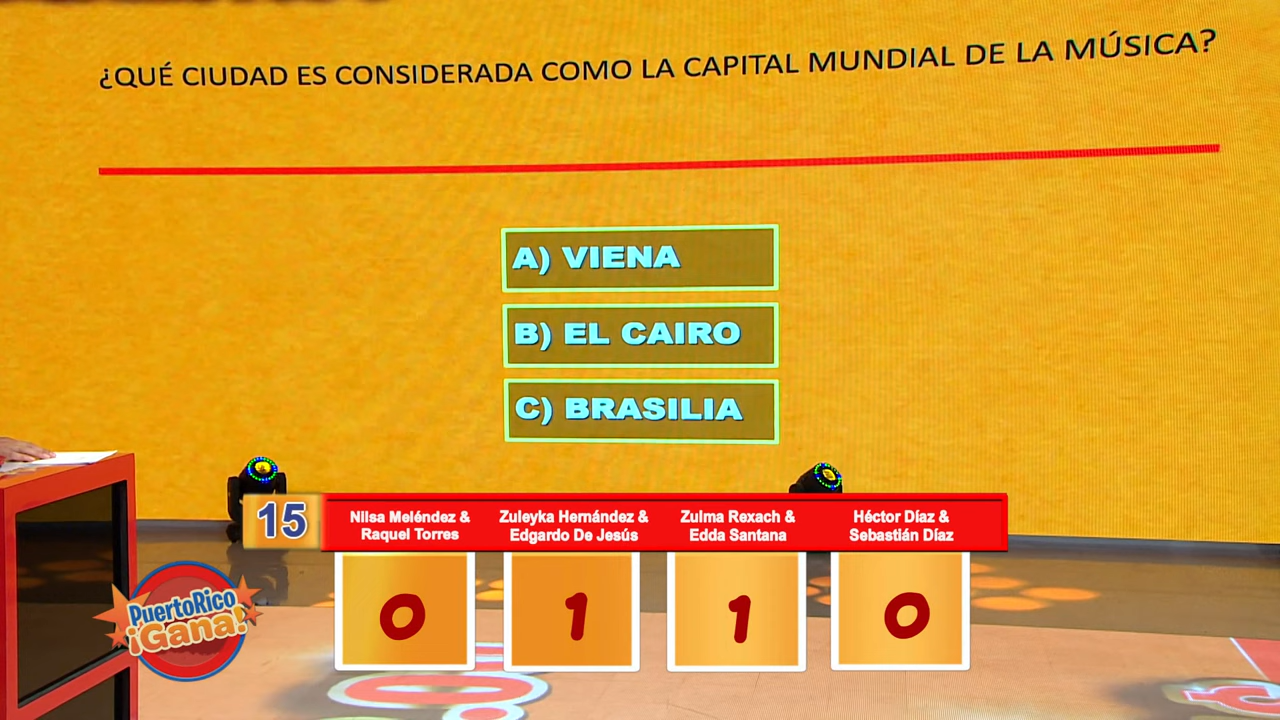 ¿QUÉ CIUDAD ES CONSIDERADA COMO LA CAPITAL MUNDIAL DE LA MÚSICA?
A) VIENA
B) EL CAIRO
C) BRASILIA
15
Nilsa Meléndez &
Raquel Torres
Zuleyka Hernández &
Edgardo De Jesús
Zulma Rexach &
Edda Santana
Héctor Díaz &
Sebastián Díaz
0
1
1
0
PuertoRico
¡Gana!